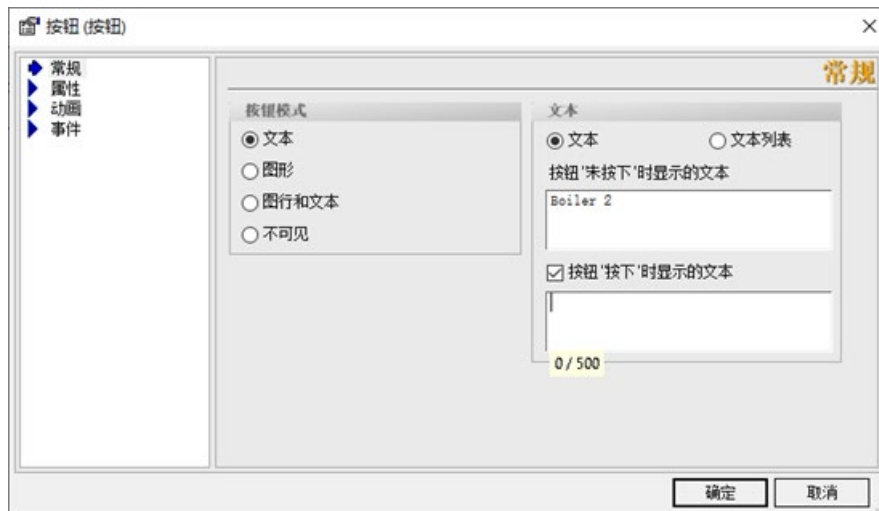 按钮 (按钮)
常规
属性
动画
事件
常规
按钮模式
文本
图形
图行和文本
不可见
文本
文本
文本列表
按钮'未按下'时显示的文本
Boiler 2
按钮'按下'时显示的文本
0/500
确定
取消